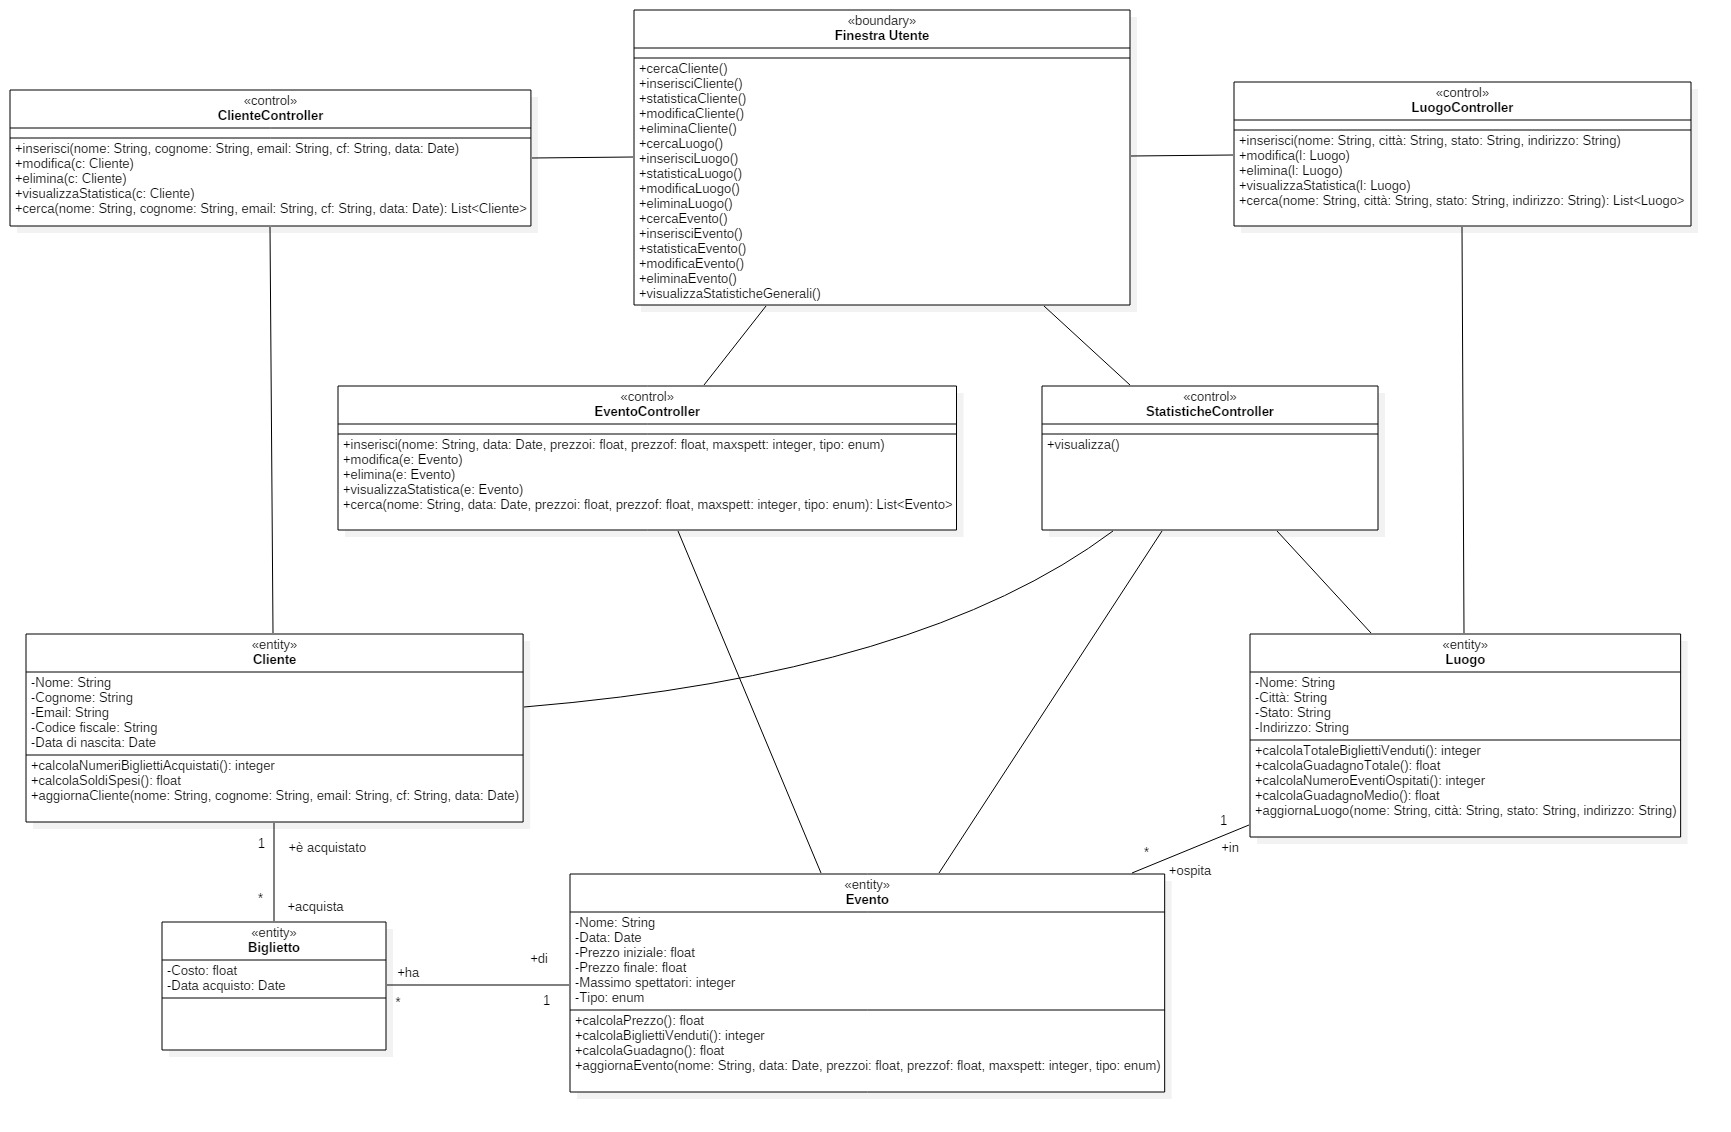 «boundary»
Finestra Utente
+cercaCliente()
+inserisciCliente()
+statisticaCliente()
+modificaCliente()
+eliminaCliente()
+cercaLuogo()
+inserisciLuogo()
+statisticaLuogo()
+modificaLuogo()
+eliminaLuogo()
+cercaEvento()
+inserisciEvento()
+statisticaEvento()
+modificaEvento()
+eliminaEvento()
+visualizzaStatisticheGenerali()
«control»
ClienteController
+inserisci(nome: String, cognome: String, email: String, cf: String, data: Date)
+modifica(c: Cliente)
+elimina(c: Cliente)
+visualizzaStatistica(c: Cliente)
+cerca(nome: String, cognome: String, email: String, cf: String, data: Date): List<Cliente>
«control»
LuogoController
+inserisci(nome: String, città: String, stato: String, indirizzo: String)
+modifica(l: Luogo)
+elimina(l: Luogo)
+visualizzaStatistica(l: Luogo)
+cerca(nome: String, città: String, stato: String, indirizzo: String): List<Luogo>
«control»
EventoController
+inserisci(nome: String, data: Date, prezzoi: float, prezzof: float, maxspett: integer, tipo: enum)
+modifica(e: Evento)
+elimina(e: Evento)
+visualizzaStatistica(e: Evento)
+cerca(nome: String, data: Date, prezzoi: float, prezzof: float, maxspett: integer, tipo: enum): List<Evento>
«control»
StatisticheController
+visualizza()
«entity»
Cliente
-Nome: String
-Cognome: String
-Email: String
-Codice fiscale: String
-Data di nascita: Date
+calcolaNumeriBigliettiAcquistati(): integer
+calcolaSoldiSpesi(): float
+aggiornaCliente(nome: String, cognome: String, email: String, cf: String, data: Date)
«entity»
Luogo
-Nome: String
-Città: String
-Stato: String
-Indirizzo: String
+calcolaTotaleBigliettiVenduti(): integer
+calcolaGuadagnoTotale(): float
+calcolaNumeroEventiOspitati(): integer
+calcolaGuadagnoMedio(): float
+aggiornaLuogo(nome: String, città: String, stato: String, indirizzo: String)
1
+è acquistato
*
+acquista
1
+in
*
+ospita
«entity»
Biglietto
-Costo: float
-Data acquisto: Date
+ha
*
+di
1
«entity»
Evento
-Nome: String
-Data: Date
-Prezzo iniziale: float
-Prezzo finale: float
-Massimo spettatori: integer
-Tipo: enum
+calcolaPrezzo(): float
+calcolaBigliettiVenduti(): integer
+calcolaGuadagno(): float
+aggiornaEvento(nome: String, data: Date, prezzoi: float, prezzof: float, maxspett: integer, tipo: enum)